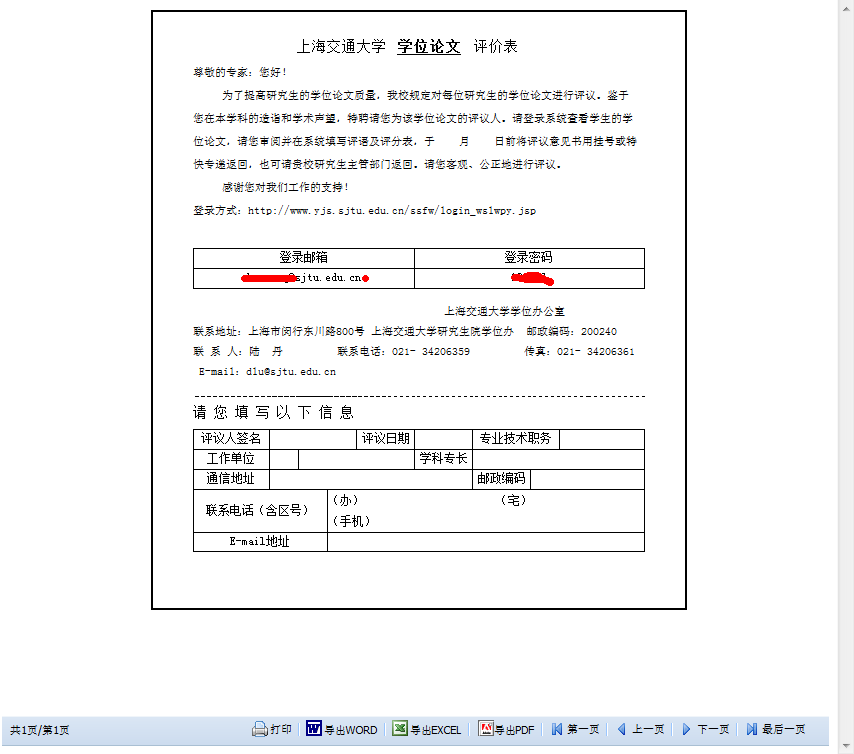 上海交通大学 学位论文 评价表
尊敬的专家：您好！
为了提高研究生的学位论文质量，我校规定对每位研究生的学位论文进行评议。鉴于
您在本学科的造诣和学术声望，特聘请您为该学位论文的评议人。请登录系统查看学生的学
位论文，请您审阅并在系统填写评语及评分表，于 月 日前将评议意见书用挂号或特
快专递返回，也可请贵校研究生主管部门返回。请您客观、公正地进行评议。
感谢您对我们工作的支持！
登录方式：http://www.yjs.sjtu.edu.cn/ssfw/login_wslwpy.jsp
登录邮箱 登录密码
@sjtu.edu.cn
上海交通大学学位办公室
联系地址：上海市闵行东川路800号 上海交通大学研究生院学位办 邮政编码：200240
联 系 人：陆 丹 联系电话：021- 34206359 传真：021- 34206361
E-mail：dlu@sjtu.edu.cn
请 您 填 写 以 下 信 息
评议人签名 评议日期 专业技术职务
工作单位 学科专长
通信地址 邮政编码
联系电话（含区号） （办） （宅）
（手机）
E-mail地址
共1页/第1页 打印 导出WORD 导出EXCEL 导出PDF 第一页 上一页 下一页 最后一页